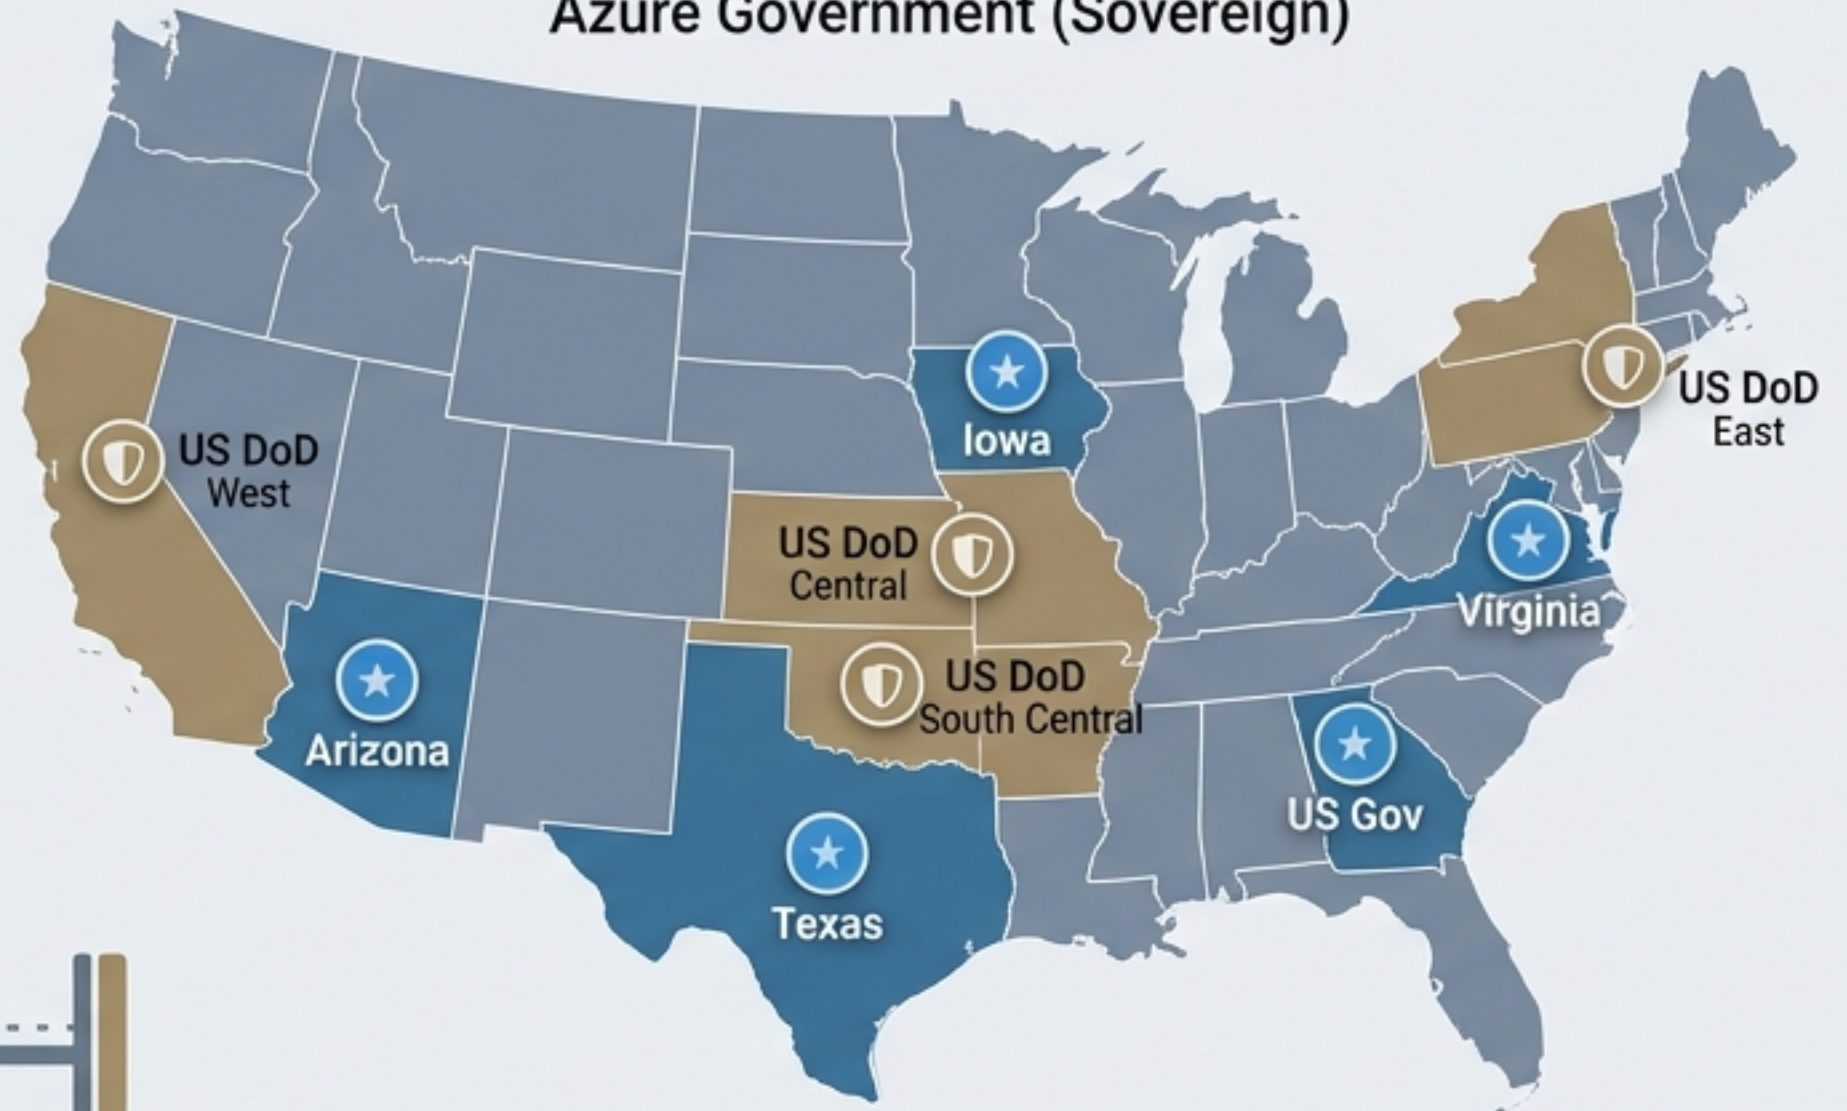 Azure Government (Sovereign)
US DoD
West
Iowa
US DoD
East
US DoD
Central
Virginia
US DoD
South Central
Arizona
US Gov
Texas